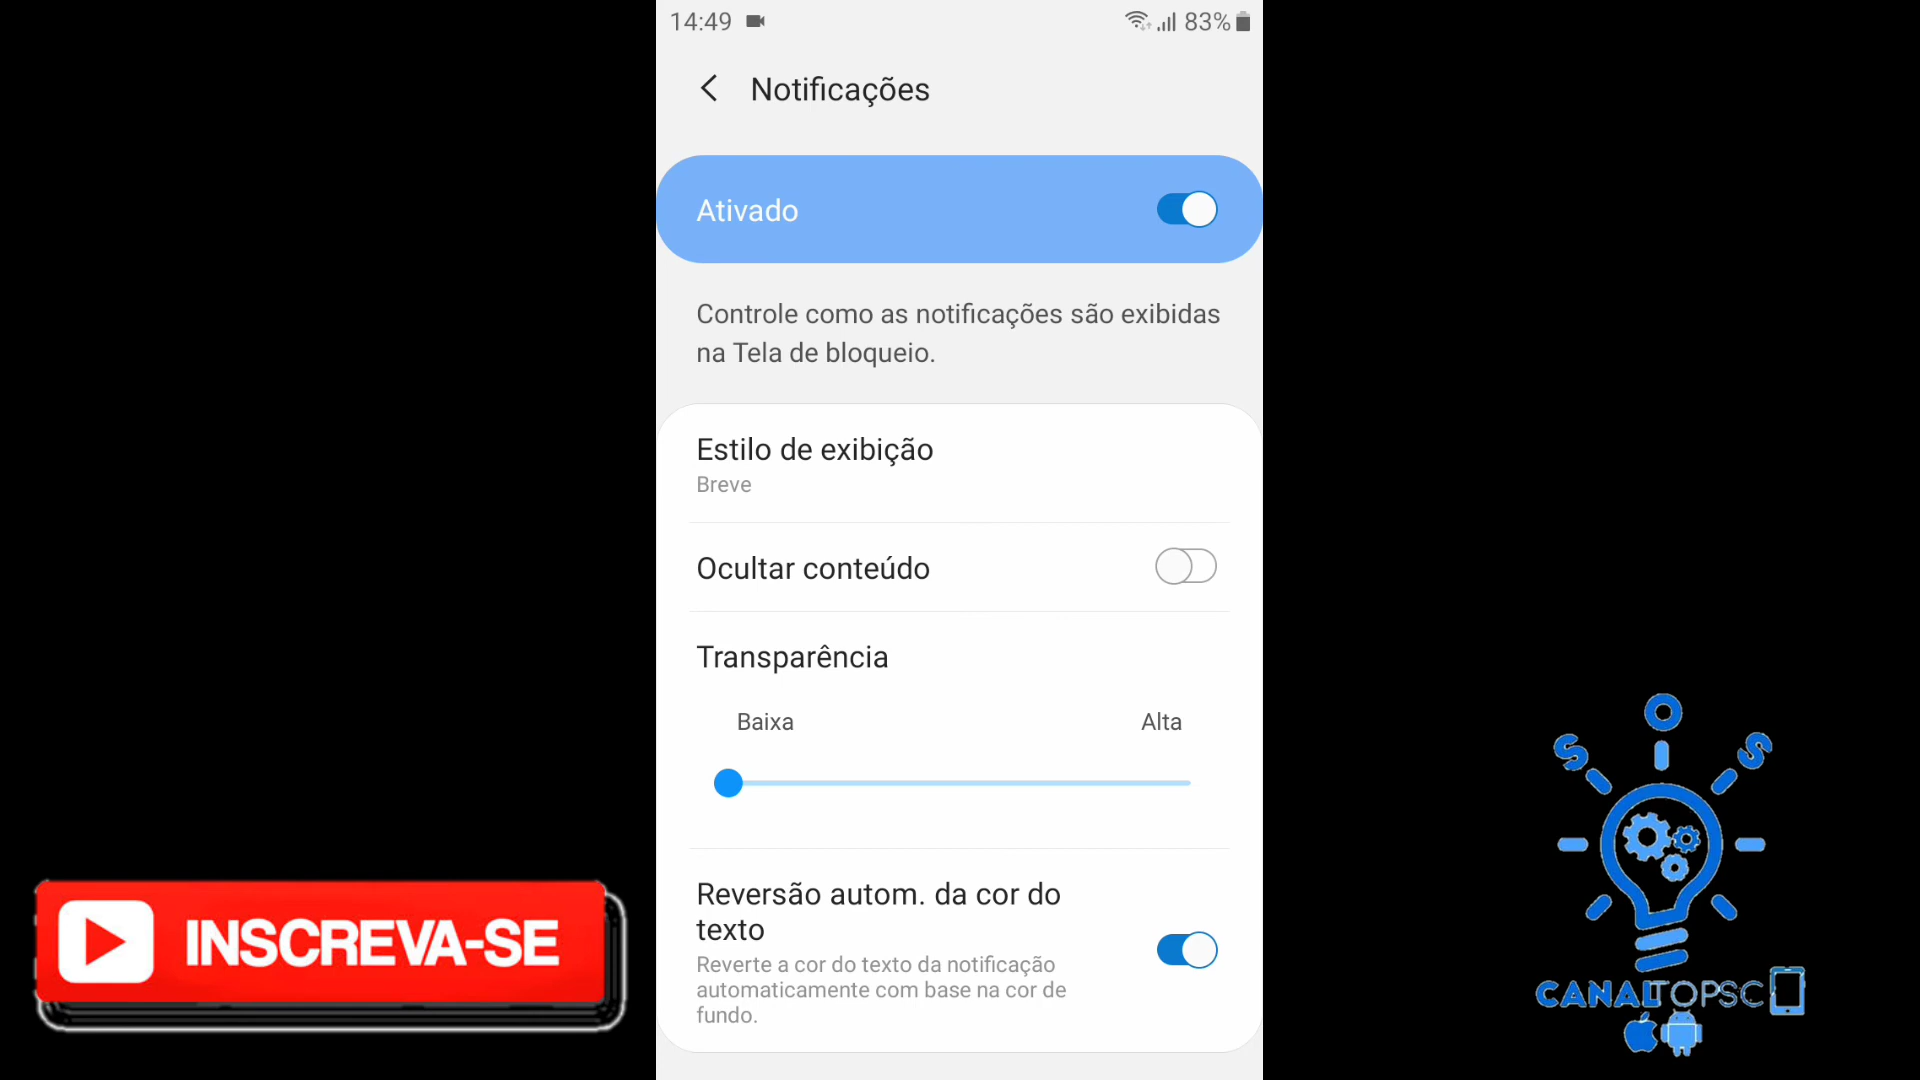 14:49
83%
Notificações
Ativado
Controle como as notificações são exibidas
na Tela de bloqueio.
Estilo de exibição
Breve
Ocultar conteúdo
Transparência
Baixa
Alta
Reversão autom. da cor do
texto
Reverte a cor do texto da notificação
automaticamente com base na cor de
fundo.
INSCREVA-SE
S O S
CANALTOPSC